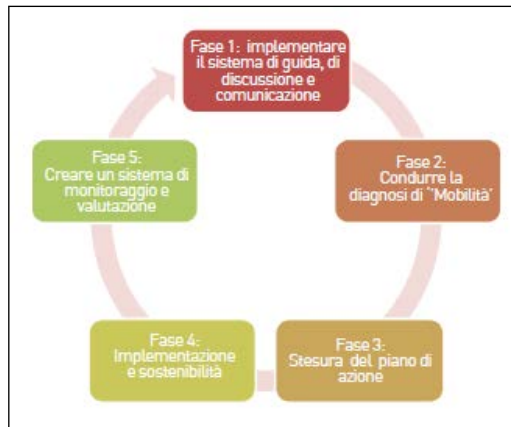 Fase 1: implementare
il sistema di guida, di
discussione e
comunicazione
Fase 2:
Condurre la
diagnosi di '"Mobilità'
Fase 3:
Stesura del piano di
azione
Fase 4:
Implementazione
e sostenibilità
Fase 5:
Creare un sistema di
monitoraggio e
valutazione